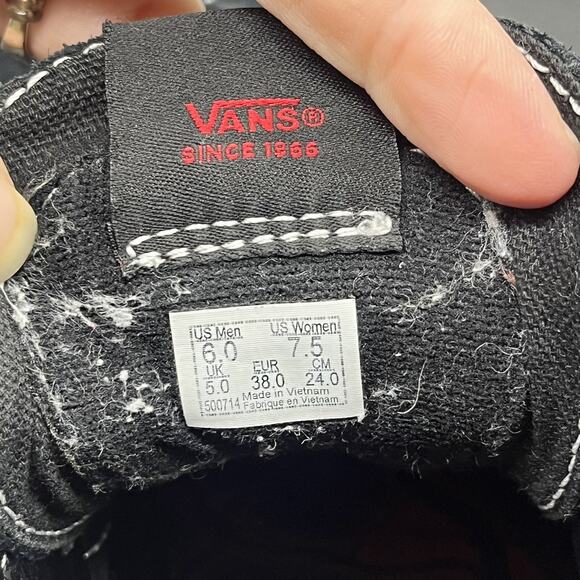 VANS®
SINCE 1966
US Men US Women
6.0 7.5
UK EUR CM
5.0 38.0 24.0
Made in Vietnam
500714 Fabrique en Vietnam